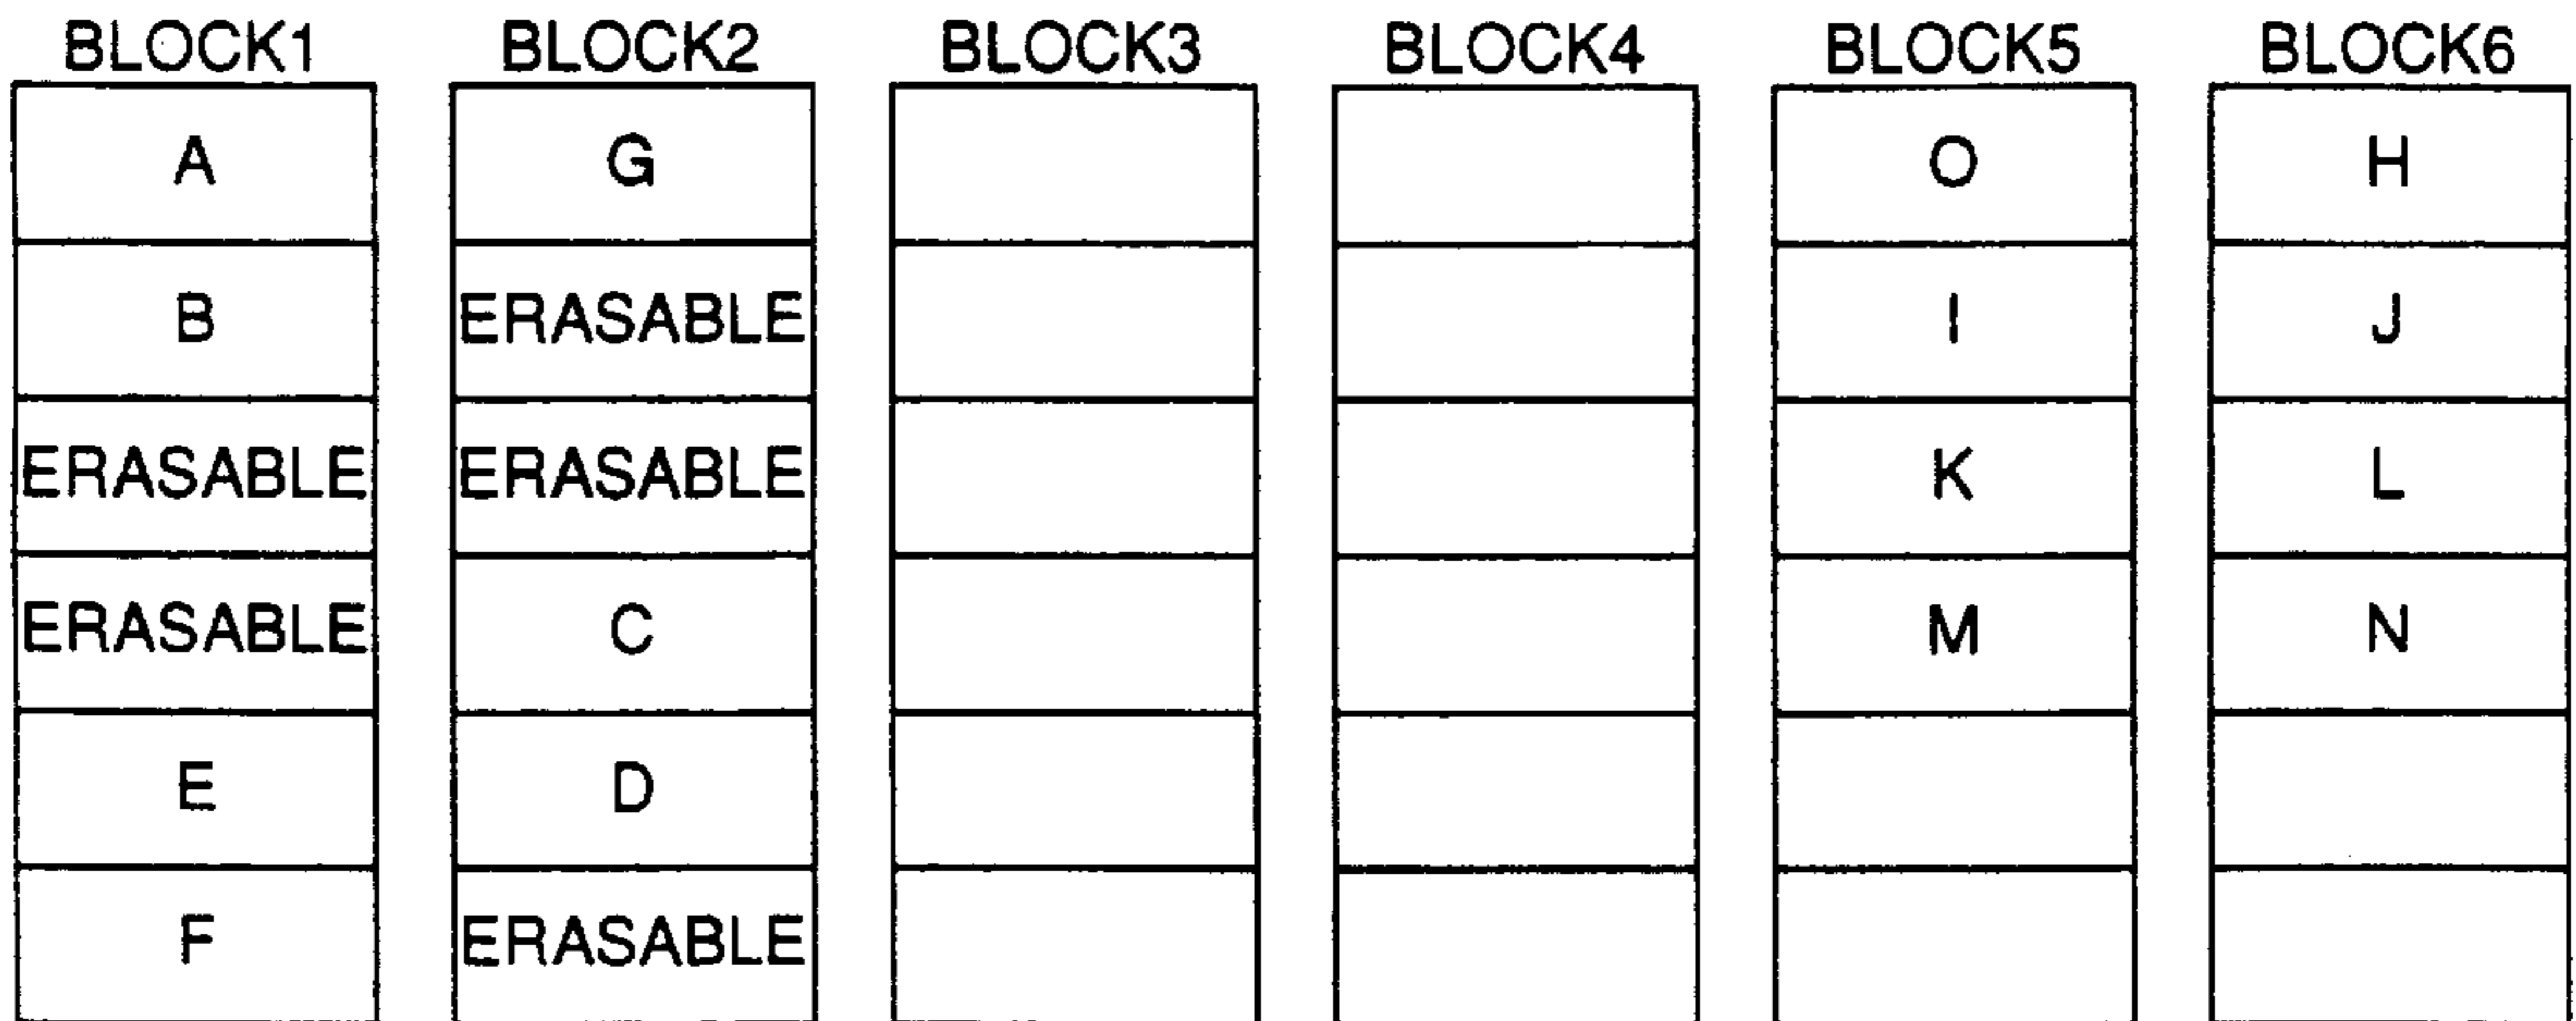 BLOCK1 BLOCK2 BLOCK3 BLOCK4 BLOCK5 BLOCK6
A G O H
B ERASABLE I J
ERASABLE ERASABLE K L
ERASABLE C M N
E D
F ERASABLE